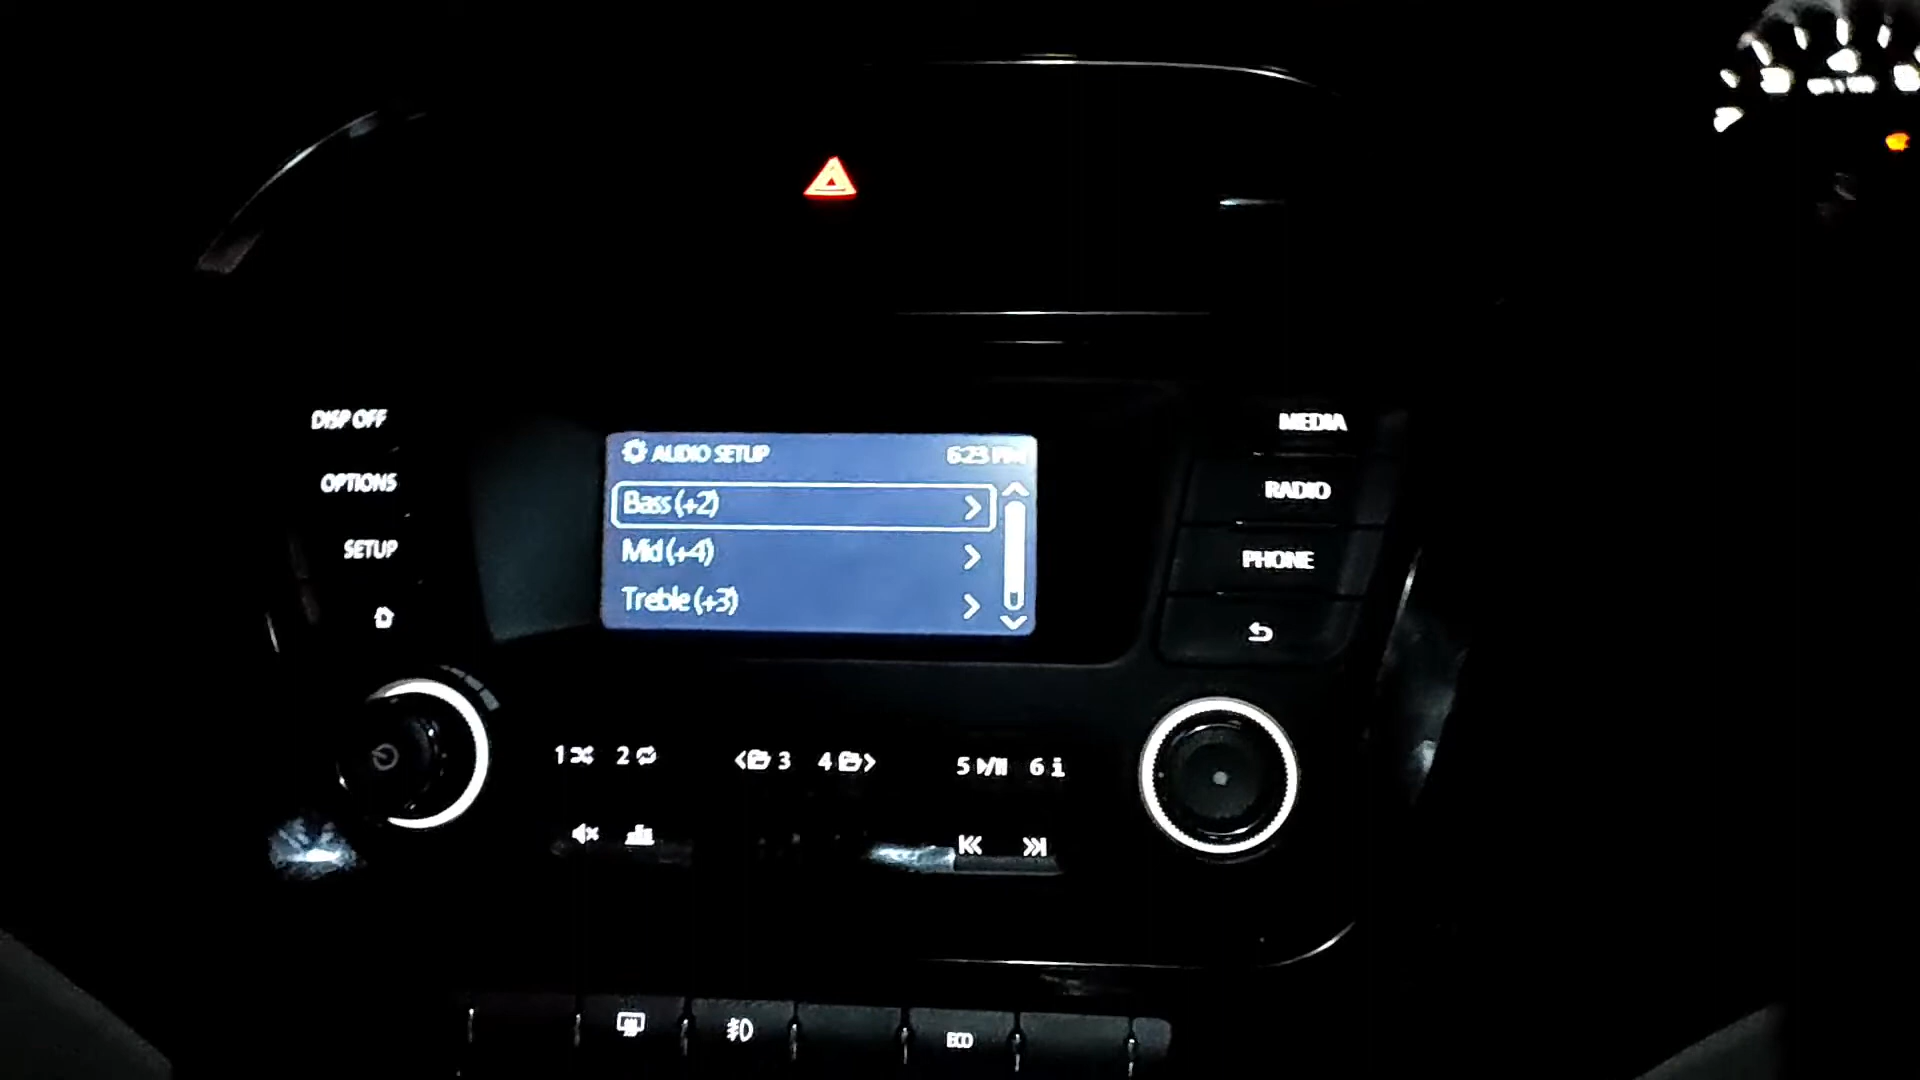 DISP OFF
OPTIONS
SETUP
AUDIO SETUP 6:23 PM
Bass (+2)
Mid (+4)
Treble (+3)
MEDIA
RADIO
PHONE
1 2 3 4 5 6 i
ECO